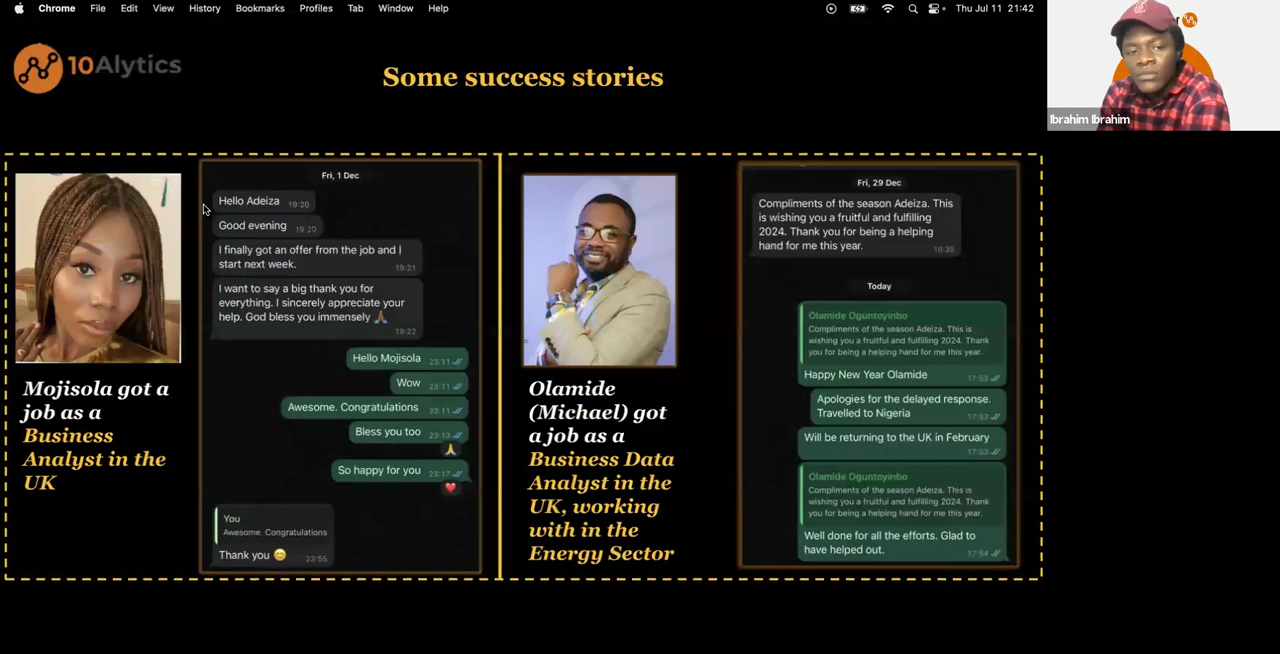 Chrome File Edit View History Bookmarks Profiles Tab Window Help
Thu Jul 11 21:42
10Alytics
Some success stories
Ibrahim Ibrahim
Fri, 1 Dec
Hello Adeiza 19:20
Good evening 19:20
I finally got an offer from the job and I
start next week. 19:21
I want to say a big thank you for
everything. I sincerely appreciate your
help. God bless you immensely 🙏🏾
19:22
Hello Mojisola 23:11
Wow 23:11
Awesome. Congratulations 23:11
Bless you too 23:13
🙏
So happy for you 23:17
❤️
You
Awesome. Congratulations
Thank you 😊 23:55
Mojisola got a
job as a
Business
Analyst in the
UK
Fri, 29 Dec
Compliments of the season Adeiza. This
is wishing you a fruitful and fulfilling
2024. Thank you for being a helping
hand for me this year.
Today
Olamide Oguntoyinbo
Compliments of the season Adeiza. This is
wishing you a fruitful and fulfilling 2024. Thank
you for being a helping hand for me this year.
Happy New Year Olamide 17:53
Apologies for the delayed response.
Travelled to Nigeria 17:53
Will be returning to the UK in February
17:53
Olamide Oguntoyinbo
Compliments of the season Adeiza. This is
wishing you a fruitful and fulfilling 2024. Thank
you for being a helping hand for me this year.
Well done for all the efforts. Glad to
have helped out. 17:54
Olamide
(Michael) got
a job as a
Business Data
Analyst in the
UK, working
with in the
Energy Sector